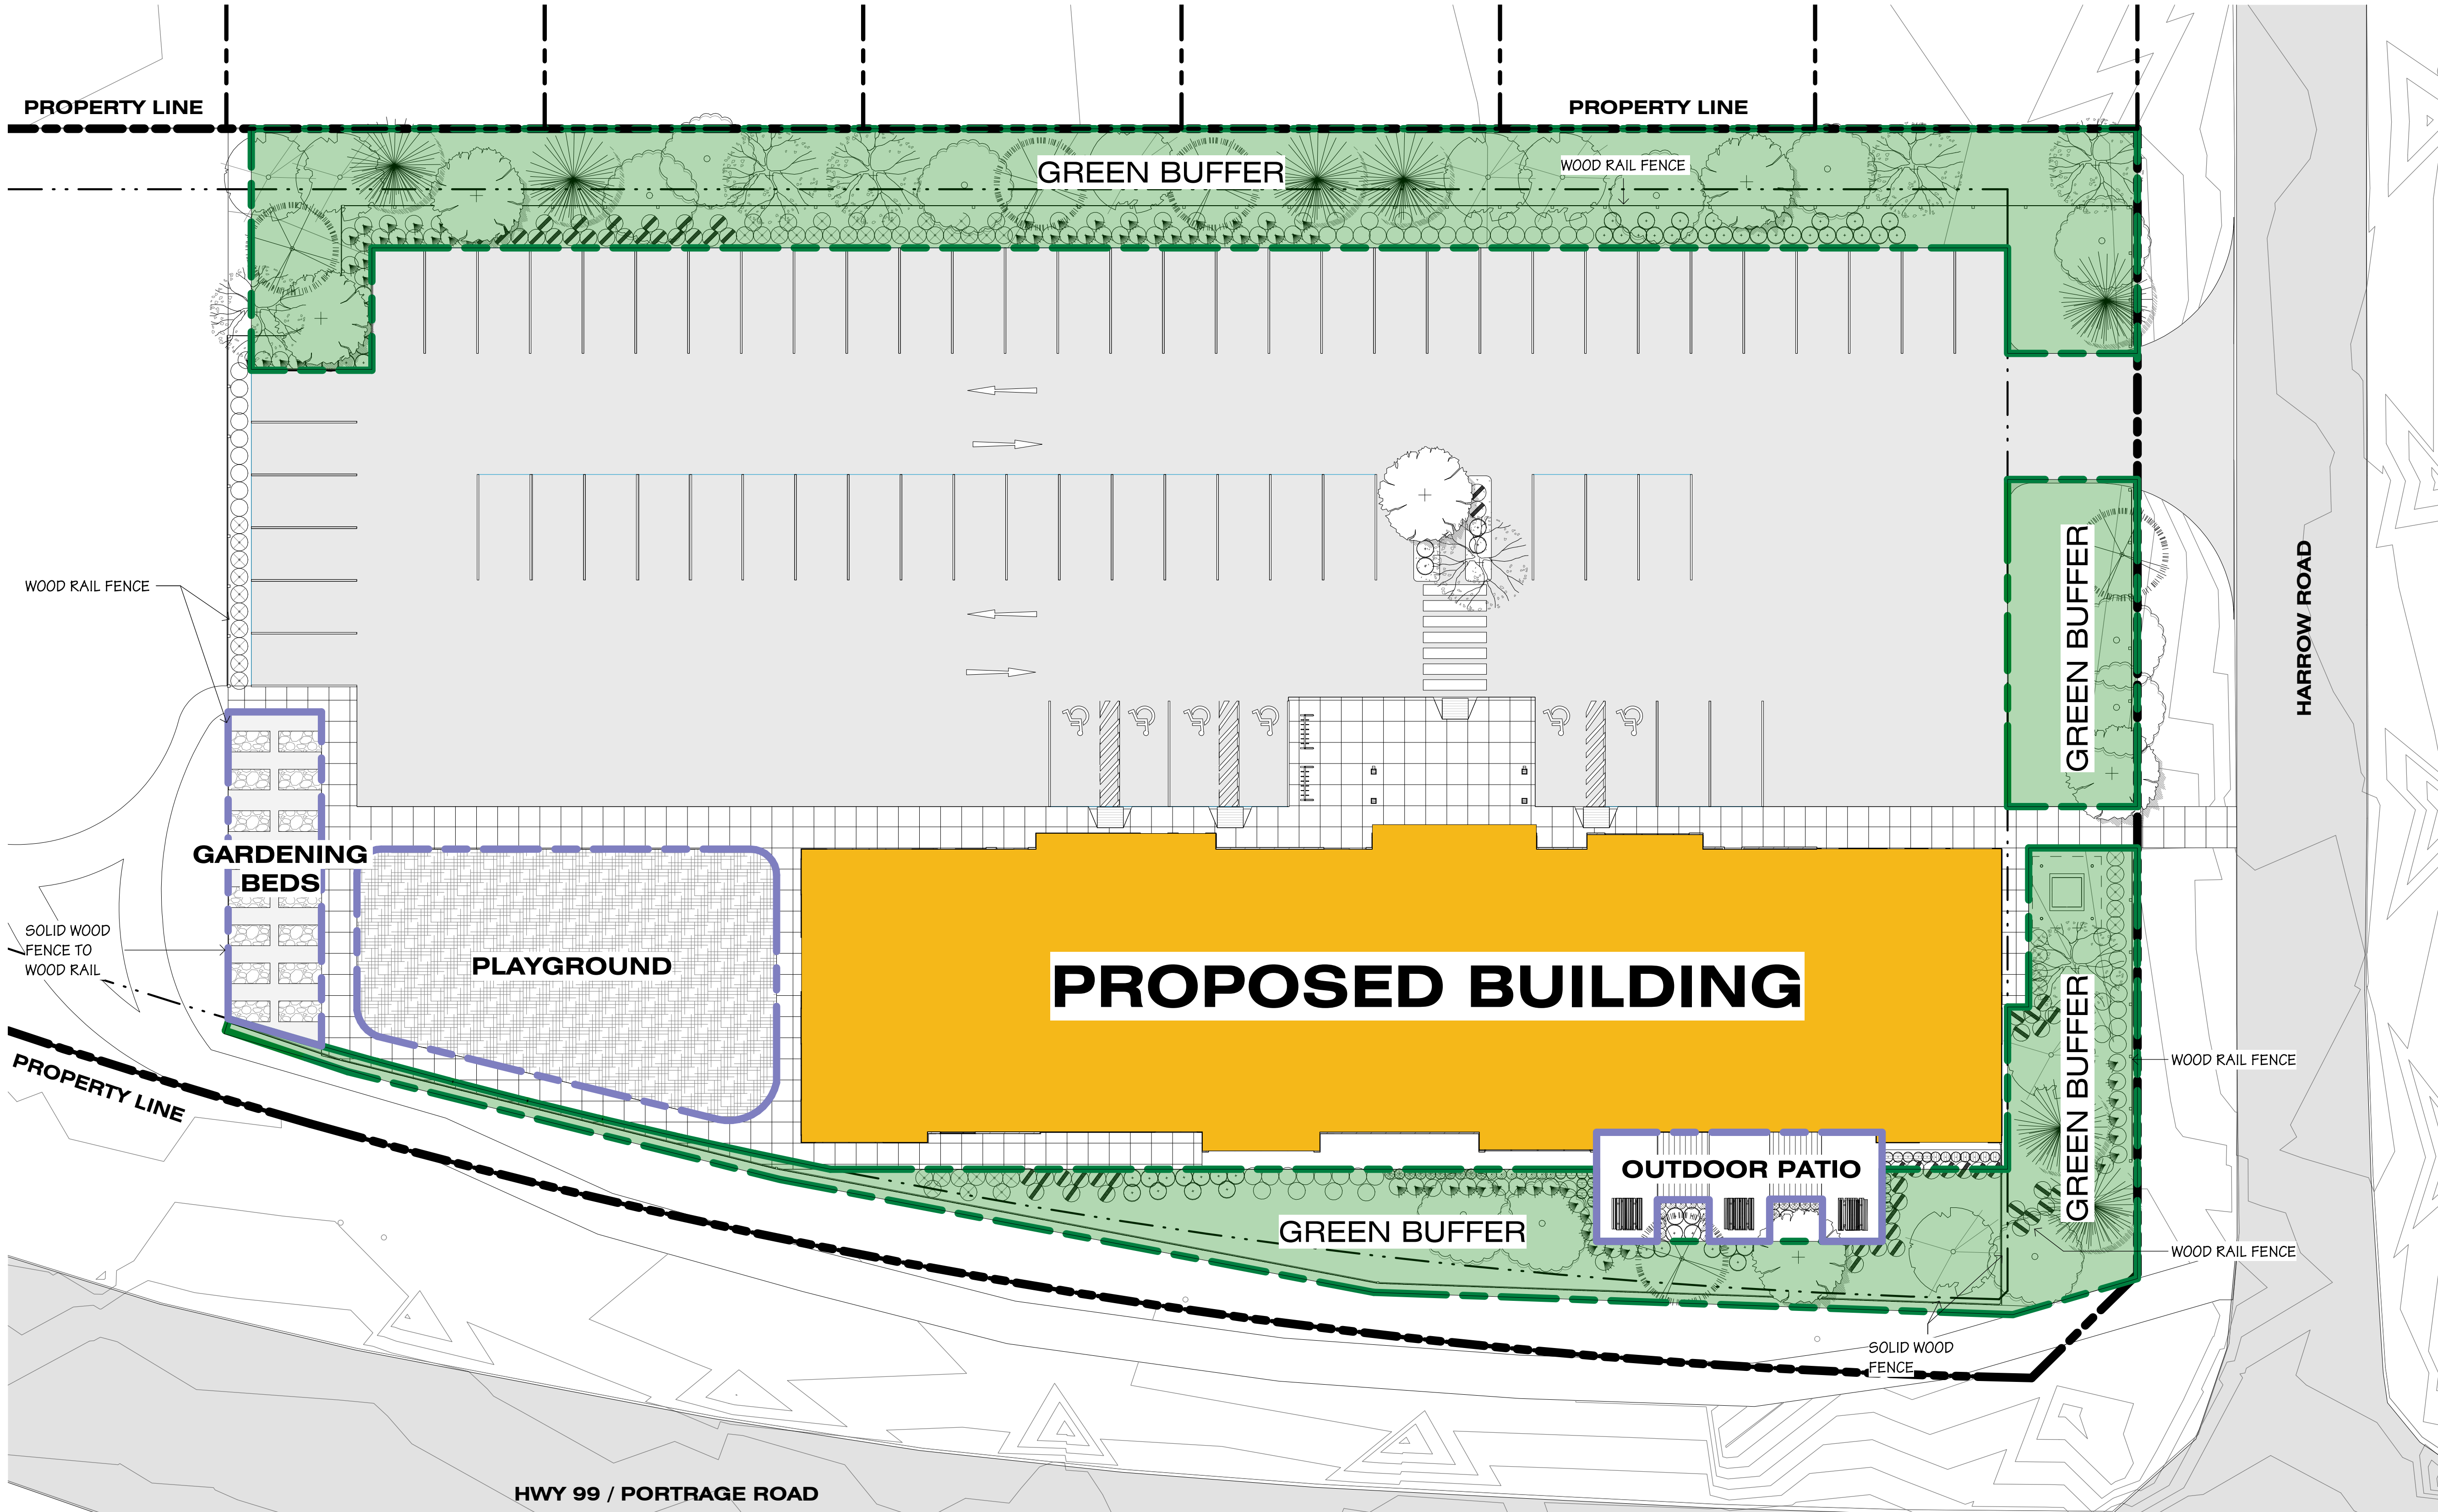 PROPERTY LINE
PROPERTY LINE
GREEN BUFFER
WOOD RAIL FENCE
WOOD RAIL FENCE
GREEN BUFFER
HARROW ROAD
GARDENING
BEDS
SOLID WOOD
FENCE TO
WOOD RAIL
PLAYGROUND
PROPOSED BUILDING
GREEN BUFFER
WOOD RAIL FENCE
PROPERTY LINE
OUTDOOR PATIO
GREEN BUFFER
WOOD RAIL FENCE
SOLID WOOD
FENCE
HWY 99 / PORTRAGE ROAD